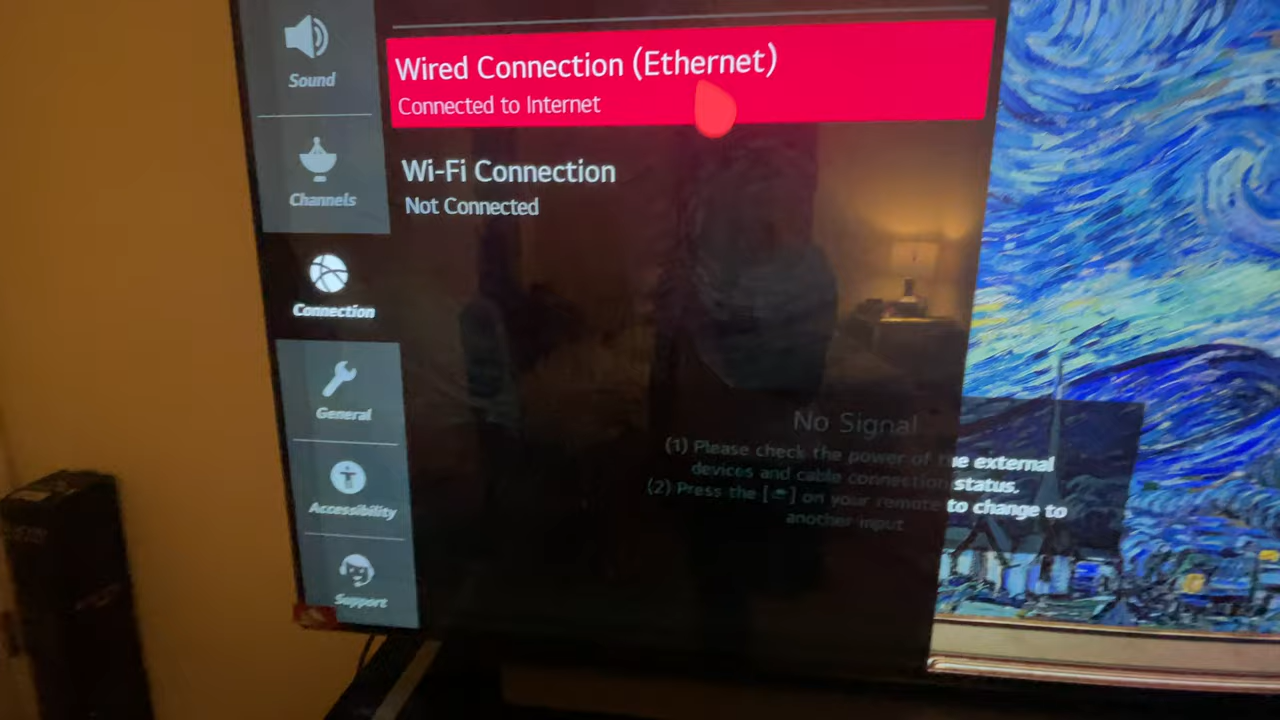 Sound
Wired Connection (Ethernet)
Connected to Internet
Channels
Wi-Fi Connection
Not Connected
Connection
General
Accessibility
Support
No Signal
(1) Please check the power of the external
devices and cable connection status.
(2) Press the [ ] on your remote to change to
another input